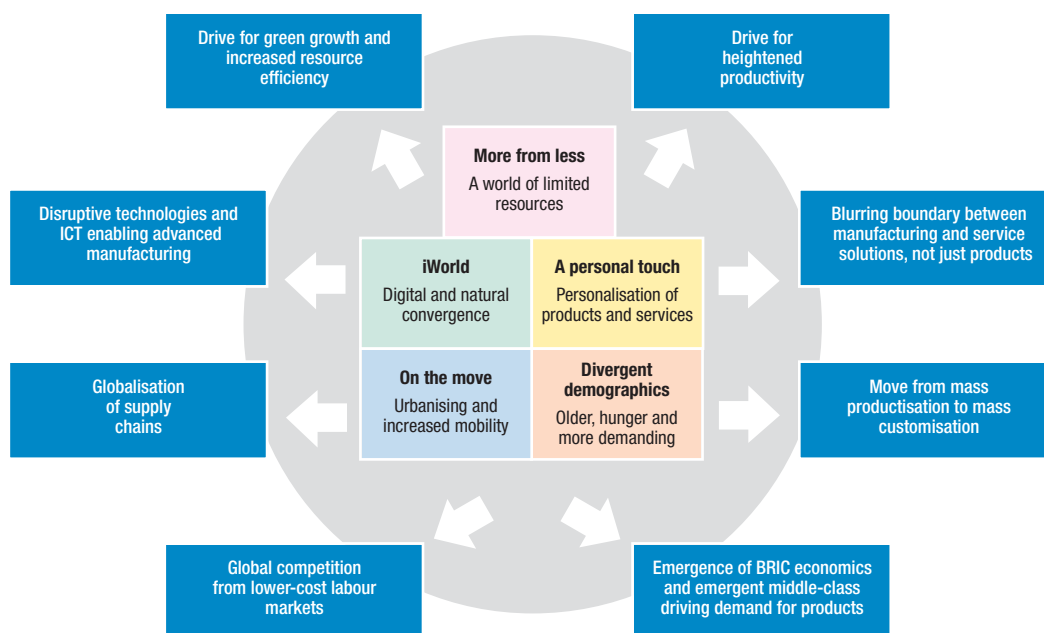 Drive for green growth and
increased resource
efficiency
Drive for
heightened
productivity
More from less
A world of limited
resources
Disruptive technologies and
ICT enabling advanced
manufacturing
Blurring boundary between
manufacturing and service
solutions, not just products
iWorld
Digital and natural
convergence
A personal touch
Personalisation of
products and services
On the move
Urbanising and
increased mobility
Divergent
demographics
Older, hunger and
more demanding
Globalisation
of supply
chains
Move from mass
productisation to mass
customisation
Global competition
from lower-cost labour
markets
Emergence of BRIC economics
and emergent middle-class
driving demand for products